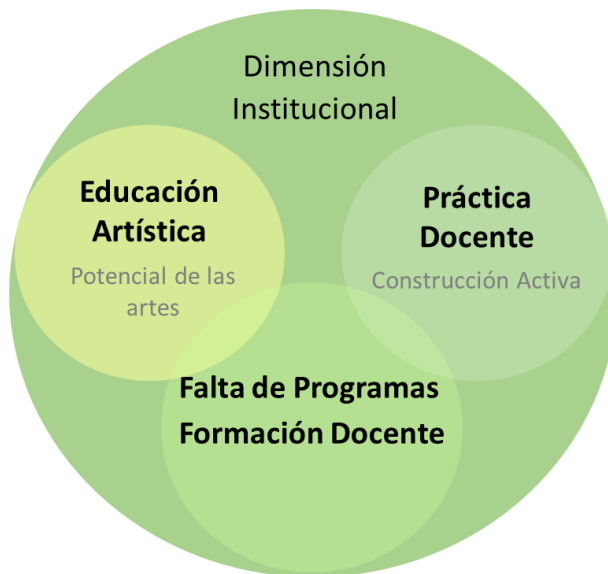 Dimensión
Institucional
Educación
Artística
Potencial de las
artes
Práctica
Docente
Construcción Activa
Falta de Programas
Formación Docente